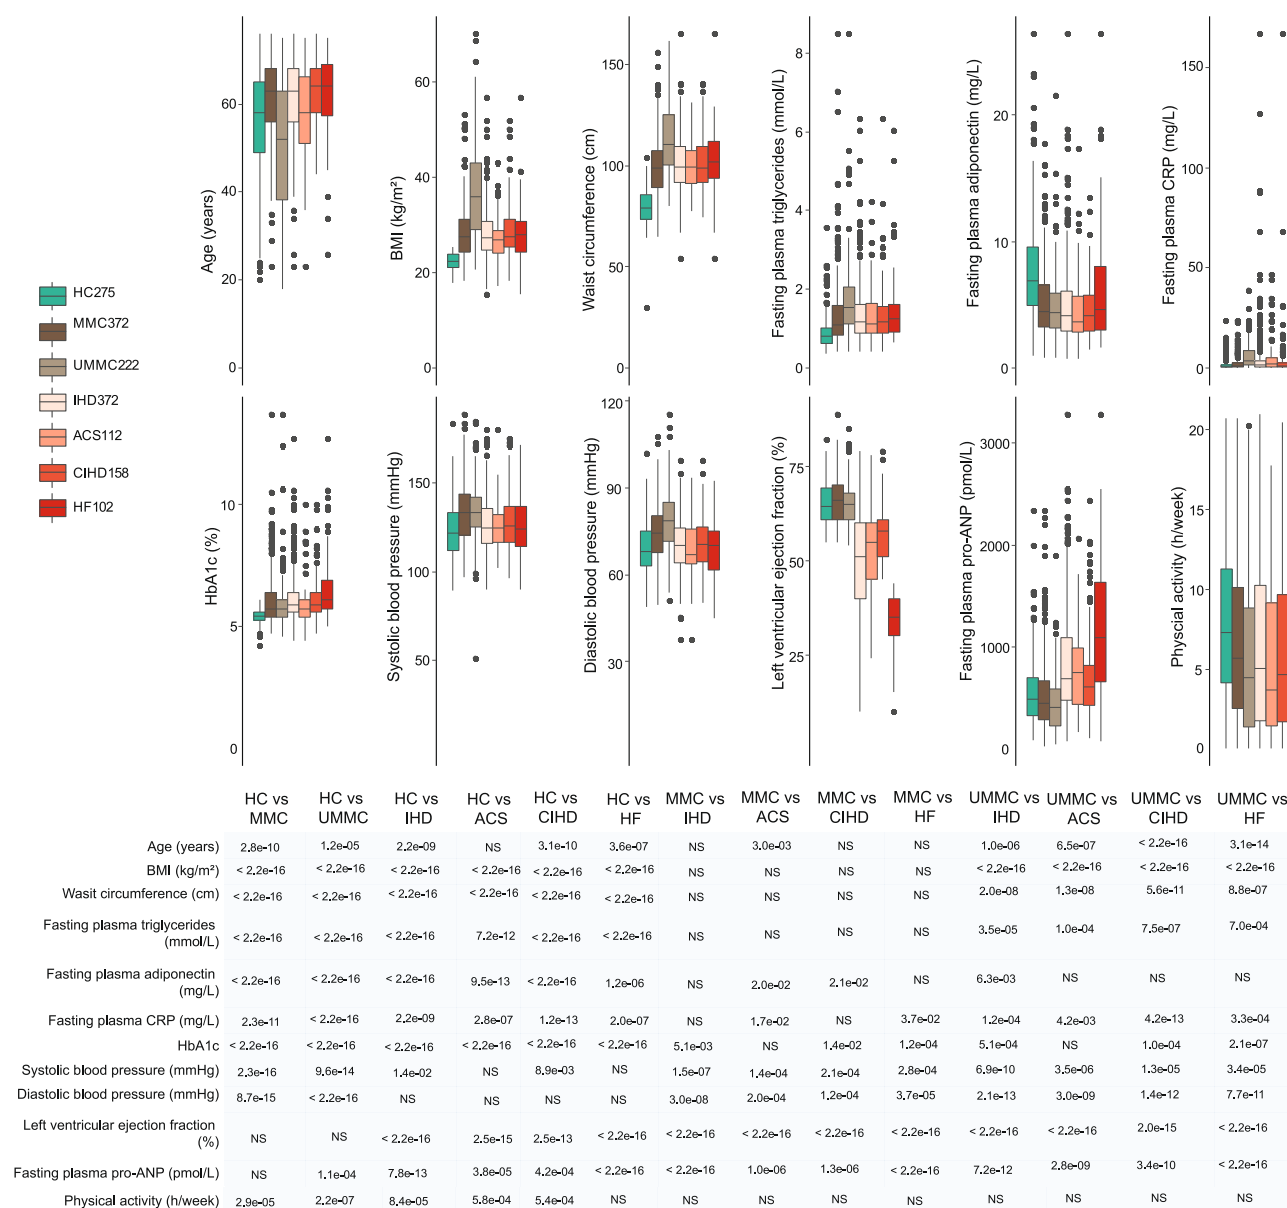 Age (years)
60
40
20
0
BMI (kg/m²)
60
40
20
0
Waist circumference (cm)
150
100
50
0
Fasting plasma triglycerides (mmol/L)
8
6
4
2
0
Fasting plasma adiponectin (mg/L)
20
10
0
Fasting plasma CRP (mg/L)
150
100
50
0
HC275
MMC372
UMMC222
IHD372
ACS112
CIHD158
HF102
HbA1c (%)
10
5
0
Systolic blood pressure (mmHg)
150
100
50
Diastolic blood pressure (mmHg)
120
90
60
30
Left ventricular ejection fraction (%)
75
50
25
Fasting plasma pro-ANP (pmol/L)
3000
2000
1000
0
Physcial activity (h/week)
20
15
10
5
0
HC vs MMC
HC vs UMMC
HC vs IHD
HC vs ACS
HC vs CIHD
HC vs HF
MMC vs IHD
MMC vs ACS
MMC vs CIHD
MMC vs HF
UMMC vs IHD
UMMC vs ACS
UMMC vs CIHD
UMMC vs HF
Age (years) 2.8e-10 1.2e-05 2.2e-09 NS 3.1e-10 3.6e-07 NS 3.0e-03 NS NS 1.0e-06 6.5e-07 < 2.2e-16 3.1e-14
BMI (kg/m²) < 2.2e-16 < 2.2e-16 < 2.2e-16 < 2.2e-16 < 2.2e-16 < 2.2e-16 NS NS NS NS < 2.2e-16 < 2.2e-16 < 2.2e-16 < 2.2e-16
Wasit circumference (cm) < 2.2e-16 < 2.2e-16 < 2.2e-16 < 2.2e-16 < 2.2e-16 < 2.2e-16 NS NS NS NS 2.0e-08 1.3e-08 5.6e-11 8.8e-07
Fasting plasma triglycerides
(mmol/L) < 2.2e-16 < 2.2e-16 < 2.2e-16 7.2e-12 < 2.2e-16 < 2.2e-16 NS NS NS NS 3.5e-05 1.0e-04 7.5e-07 7.0e-04
Fasting plasma adiponectin
(mg/L) < 2.2e-16 < 2.2e-16 < 2.2e-16 9.5e-13 < 2.2e-16 1.2e-06 NS 2.0e-02 2.1e-02 NS 6.3e-03 NS NS NS
Fasting plasma CRP (mg/L) 2.3e-11 < 2.2e-16 2.2e-09 2.8e-07 1.2e-13 2.0e-07 NS 1.7e-02 NS 3.7e-02 1.2e-04 4.2e-03 4.2e-13 3.3e-04
HbA1c < 2.2e-16 < 2.2e-16 < 2.2e-16 < 2.2e-16 < 2.2e-16 < 2.2e-16 5.1e-03 NS 1.4e-02 1.2e-04 5.1e-04 NS 1.0e-04 2.1e-07
Systolic blood pressure (mmHg) 2.3e-16 9.6e-14 1.4e-02 NS 8.9e-03 NS 1.5e-07 1.4e-04 2.1e-04 2.8e-04 6.9e-10 3.5e-06 1.3e-05 3.4e-05
Diastolic blood pressure (mmHg) 8.7e-15 < 2.2e-16 NS NS NS NS 3.0e-08 2.0e-04 1.2e-04 3.7e-05 2.1e-13 3.0e-09 1.4e-12 7.7e-11
Left ventricular ejection fraction
(%) NS NS < 2.2e-16 2.5e-15 2.5e-13 < 2.2e-16 < 2.2e-16 < 2.2e-16 < 2.2e-16 < 2.2e-16 < 2.2e-16 < 2.2e-16 2.0e-15 < 2.2e-16
Fasting plasma pro-ANP (pmol/L) NS 1.1e-04 7.8e-13 3.8e-05 4.2e-04 < 2.2e-16 < 2.2e-16 1.0e-06 1.3e-06 < 2.2e-16 7.2e-12 2.8e-09 3.4e-10 < 2.2e-16
Physical activity (h/week) 2.9e-05 2.2e-07 8.4e-05 5.8e-04 5.4e-04 NS NS NS NS NS NS NS NS NS